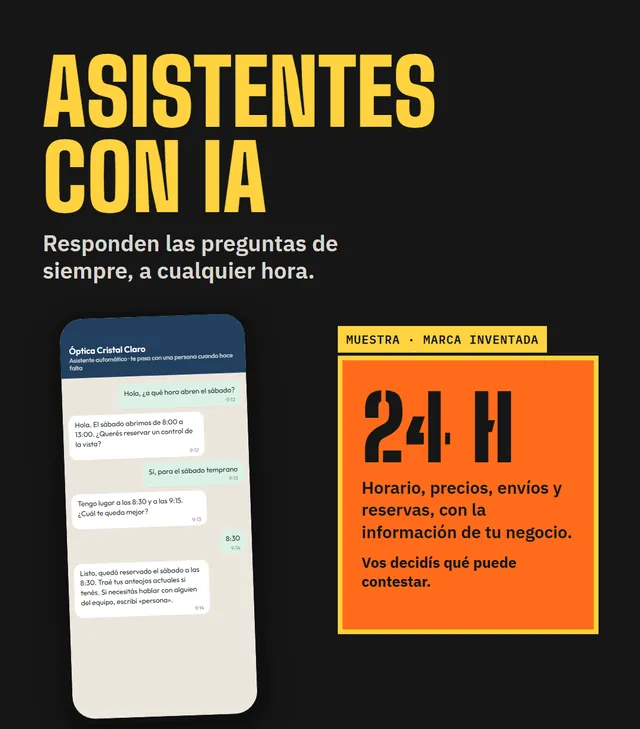 ASISTENTES
CON IA
Responden las preguntas de
siempre, a cualquier hora.
Óptica Cristal Claro
Asistente automático · te pasa con una persona cuando hace
falta
Hola, ¿a qué hora abren el sábado?
9:12
Hola. El sábado abrimos de 8:00 a
13:00. ¿Querés reservar un control de
la vista?
9:12
Sí, para el sábado temprano
9:13
Tengo lugar a las 8:30 y a las 9:15.
¿Cuál te queda mejor?
9:13
8:30
9:14
Listo, quedó reservado el sábado a las
8:30. Traé tus anteojos actuales si
tenés. Si necesitás hablar con alguien
del equipo, escribí «persona».
9:14
MUESTRA · MARCA INVENTADA
24 H
Horario, precios, envíos y
reservas, con la
información de tu negocio.
Vos decidís qué puede
contestar.